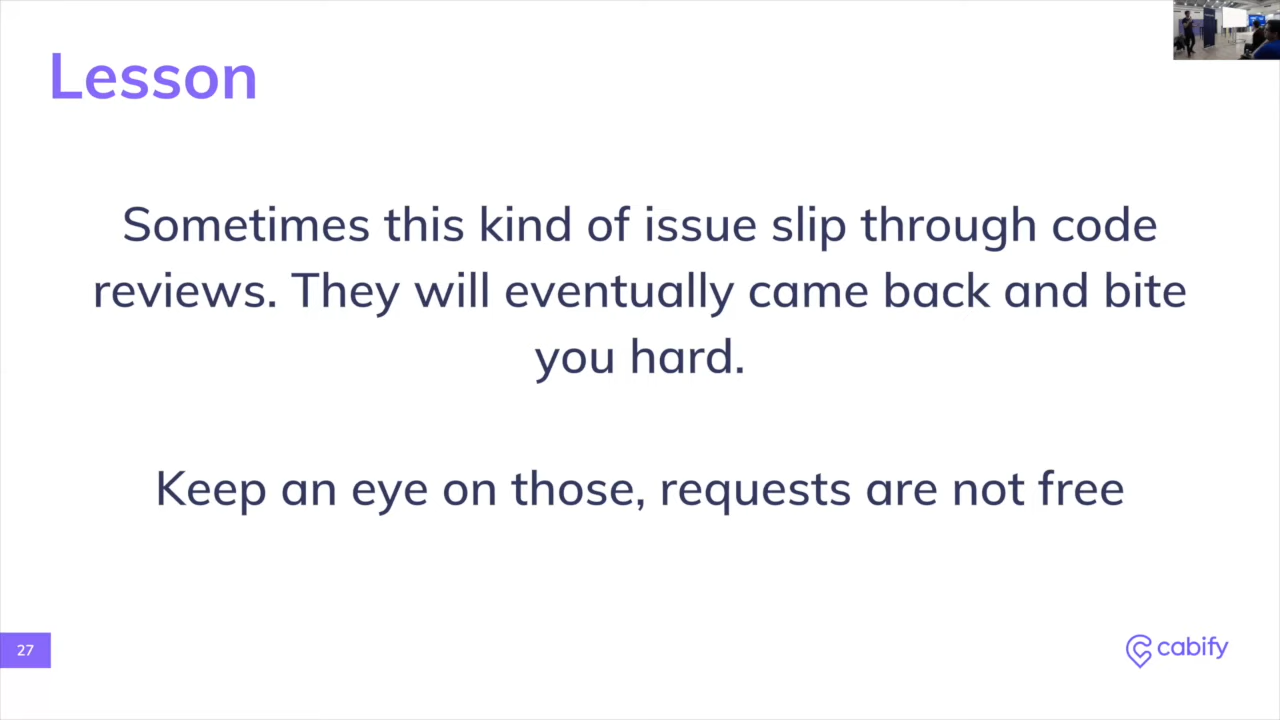 Lesson
Sometimes this kind of issue slip through code
reviews. They will eventually came back and bite
you hard.
Keep an eye on those, requests are not free
27
cabify